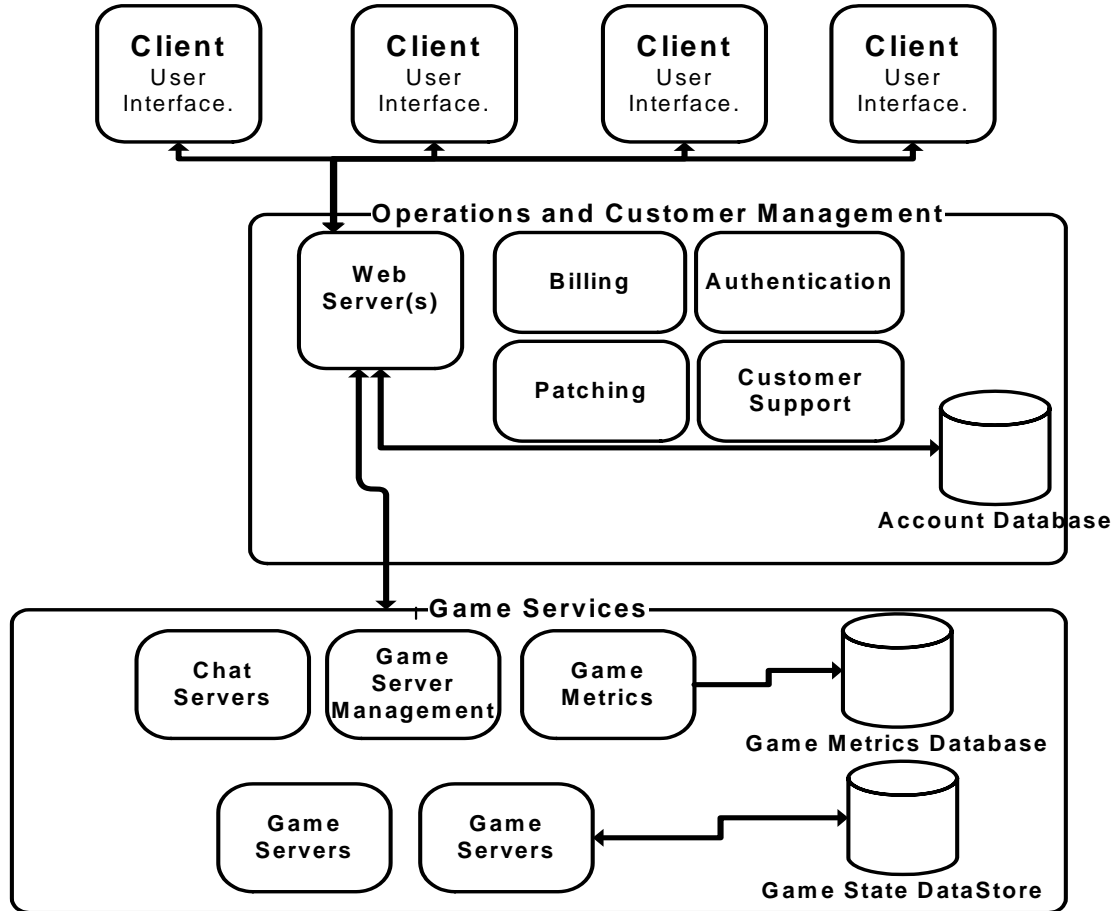 Client
User
Interface.
Client
User
Interface.
Client
User
Interface.
Client
User
Interface.
Operations and Customer Management
Web
Server(s)
Billing
Authentication
Patching
Customer
Support
Account Database
Game Services
Chat
Servers
Game
Server
Management
Game
Metrics
Game Metrics Database
Game
Servers
Game
Servers
Game State DataStore